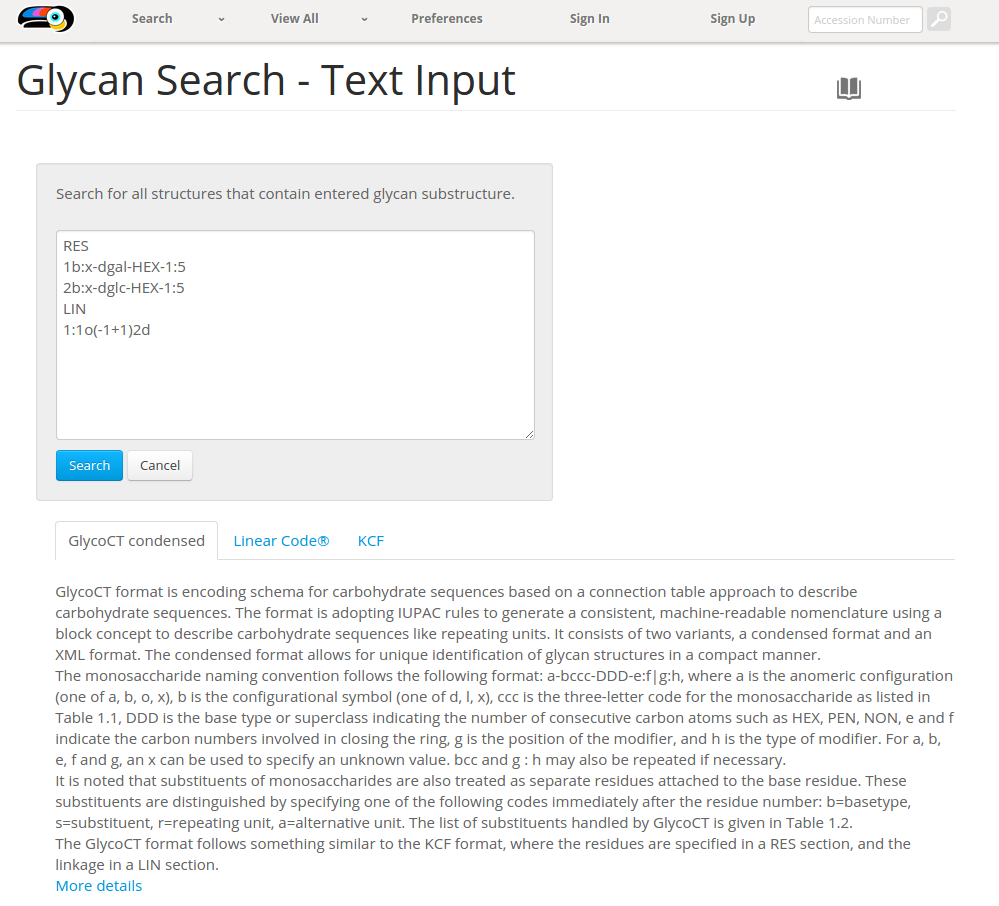 Search View All Preferences Sign In Sign Up Accession Number
Glycan Search - Text Input
Search for all structures that contain entered glycan substructure.
RES
1b:x-dgal-HEX-1:5
2b:x-dglc-HEX-1:5
LIN
1:1o(-1+1)2d
Search Cancel
GlycoCT condensed Linear Code® KCF
GlycoCT format is encoding schema for carbohydrate sequences based on a connection table approach to describe
carbohydrate sequences. The format is adopting IUPAC rules to generate a consistent, machine-readable nomenclature using a
block concept to describe carbohydrate sequences like repeating units. It consists of two variants, a condensed format and an
XML format. The condensed format allows for unique identification of glycan structures in a compact manner.
The monosaccharide naming convention follows the following format: a-bccc-DDD-e:f|g:h, where a is the anomeric configuration
(one of a, b, o, x), b is the configurational symbol (one of d, l, x), ccc is the three-letter code for the monosaccharide as listed in
Table 1.1, DDD is the base type or superclass indicating the number of consecutive carbon atoms such as HEX, PEN, NON, e and f
indicate the carbon numbers involved in closing the ring, g is the position of the modifier, and h is the type of modifier. For a, b,
e, f and g, an x can be used to specify an unknown value. bcc and g : h may also be repeated if necessary.
It is noted that substituents of monosaccharides are also treated as separate residues attached to the base residue. These
substituents are distinguished by specifying one of the following codes immediately after the residue number: b=basetype,
s=substituent, r=repeating unit, a=alternative unit. The list of substituents handled by GlycoCT is given in Table 1.2.
The GlycoCT format follows something similar to the KCF format, where the residues are specified in a RES section, and the
linkage in a LIN section.
More details